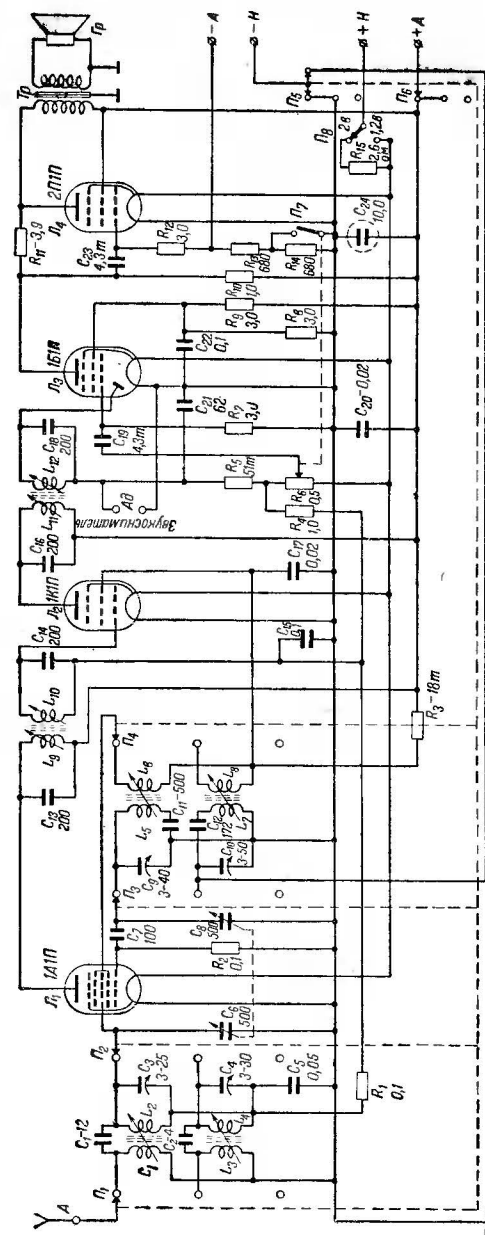 А
П₁
C₁-12
П₂
C₃
3-25
L₂
C₂-4
C₄
3-30
L₃
L₄
C₅
0,05
R₁
0,1
C₆
500
Л₁
1А1П
C₇
100
R₂
0,1
C₈
500
П₃
C₉
3-40
L₅
L₆
C₁₁-500
C₁₂
172
C₁₀
3-50
L₇
L₈
П₄
C₁₃
200
L₉
L₁₀
C₁₄
200
R₃-18т
Л₂
1К1П
C₁₅
0,1
C₁₇
0,02
C₁₆
200
L₁₁
L₁₂
C₁₈
200
Ад
Звукосниматель
R₄
1,0
R₅
51т
R₆
0,5
C₁₉
4,3т
R₇
3,0
Л₃
1Б1П
C₂₁
62
C₂₂
0,1
R₈
3,0
R₉
3,0
R₁₀
1,0
C₂₀-0,02
R₁₁-3,9
C₂₃
4,3т
Л₄
2П1П
R₁₂
3,0
R₁₃
680
R₁₄
680
П₇
C₂₄
10,0
R₁₅
2,6
ом
П₈
2в
1,2в
П₅
П₆
Тр
Гр
-А
-Н
+Н
+А